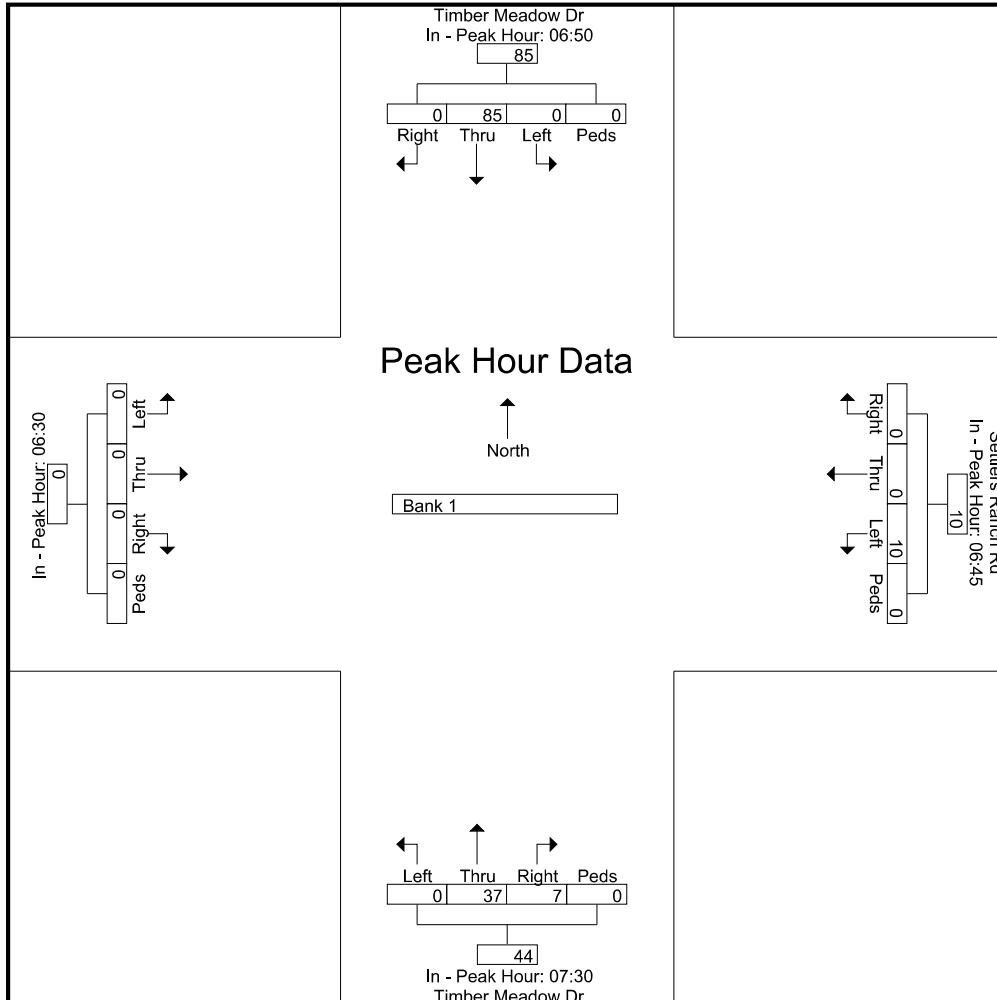 Timber Meadow Dr
In - Peak Hour: 06:50
85
0 85 0 0
Right Thru Left Peds
Peak Hour Data
North
Bank 1
In - Peak Hour: 06:30
0
0 0 0 0
Left Thru Right Peds
Settlers Ranch Rd
In - Peak Hour: 06:45
10
0 0 10 0
Right Thru Left Peds
Left Thru Right Peds
0 37 7 0
44
In - Peak Hour: 07:30
Timber Meadow Dr